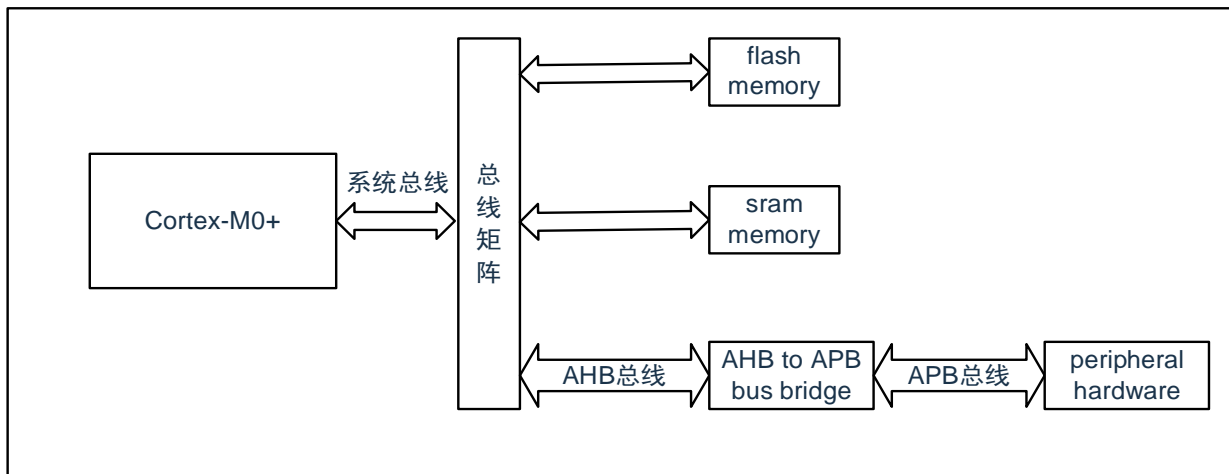 flash
memory
系统总线
总
线
矩
阵
Cortex-M0+
sram
memory
AHB总线
AHB to APB
bus bridge
APB总线
peripheral
hardware